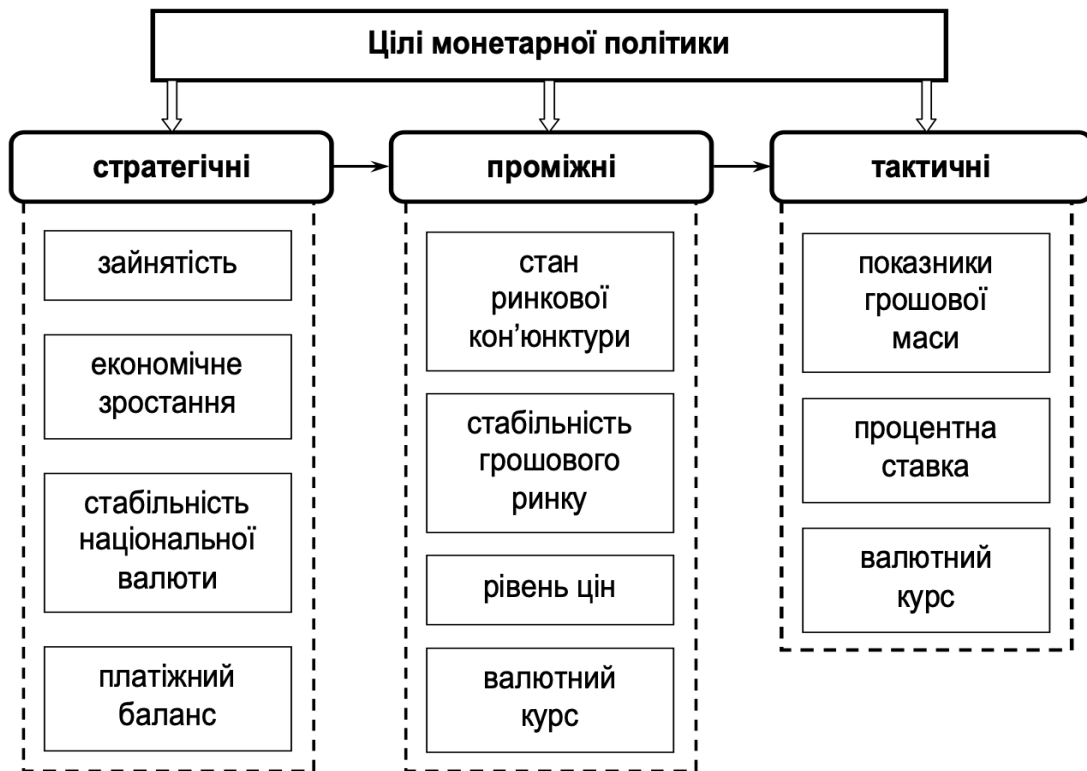 Цілі монетарної політики
стратегічні
зайнятість
економічне
зростання
стабільність
національної
валюти
платіжний
баланс
проміжні
стан
ринкової
кон’юнктури
стабільність
грошового
ринку
рівень цін
валютний
курс
тактичні
показники
грошової
маси
процентна
ставка
валютний
курс